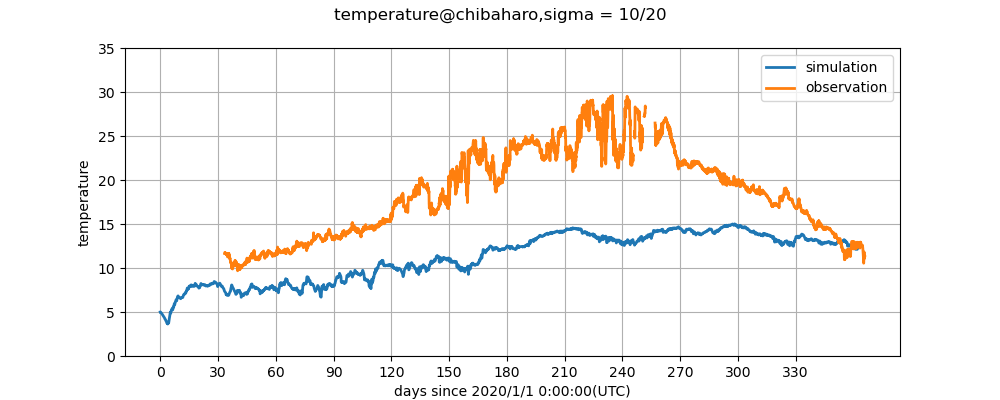 temperature@chibaharo,sigma = 10/20
35
30
25
20
15
10
5
0
temperature
simulation
observation
0 30 60 90 120 150 180 210 240 270 300 330
days since 2020/1/1 0:00:00(UTC)